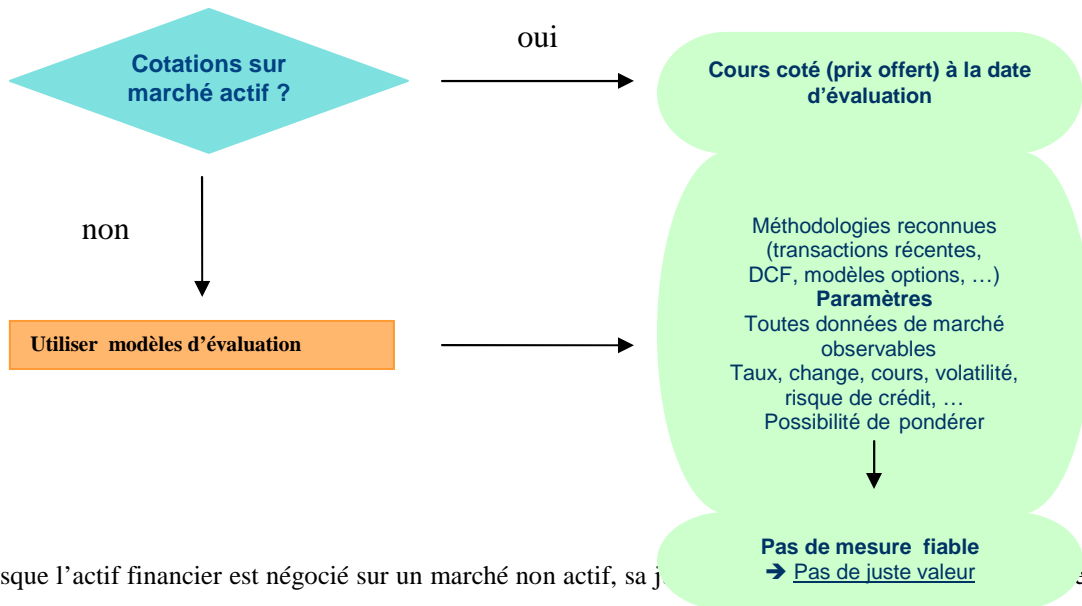 Cotations sur
marché actif ?
oui
Cours coté (prix offert) à la date
d'évaluation
non
Utiliser modèles d'évaluation
Méthodologies reconnues
(transactions récentes,
DCF, modèles options, …)
Paramètres
Toutes données de marché
observables
Taux, change, cours, volatilité,
risque de crédit, …
Possibilité de pondérer
Pas de mesure fiable
➔ Pas de juste valeur
l'actif financier est négocié sur un marché non actif, sa